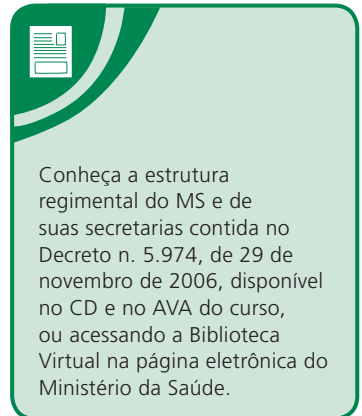 Conheça a estrutura
regimental do MS e de
suas secretarias contida no
Decreto n. 5.974, de 29 de
novembro de 2006, disponível
no CD e no AVA do curso,
ou acessando a Biblioteca
Virtual na página eletrônica do
Ministério da Saúde.